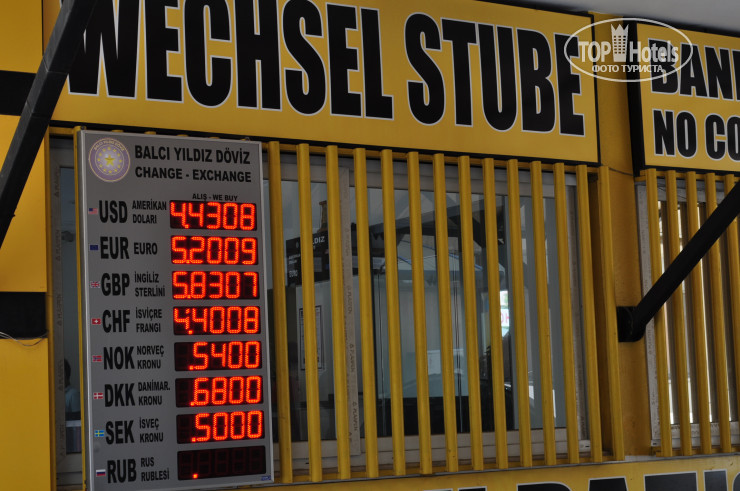 WECHSEL STUBE
TOP Hotels
ФОТО ТУРИСТА
NO CO
BALCI YILDIZ DÖVİZ
CHANGE - EXCHANGE
ALIŞ - WE BUY
USD AMERİKAN DOLARI 4.4308
EUR EURO 5.2009
GBP İNGİLİZ STERLİNİ 5.8307
CHF İSVİÇRE FRANGI 4.4008
NOK NORVEÇ KRONU .5400
DKK DANİMAR. KRONU .6800
SEK İSVEÇ KRONU .5000
RUB RUS RUBLESİ